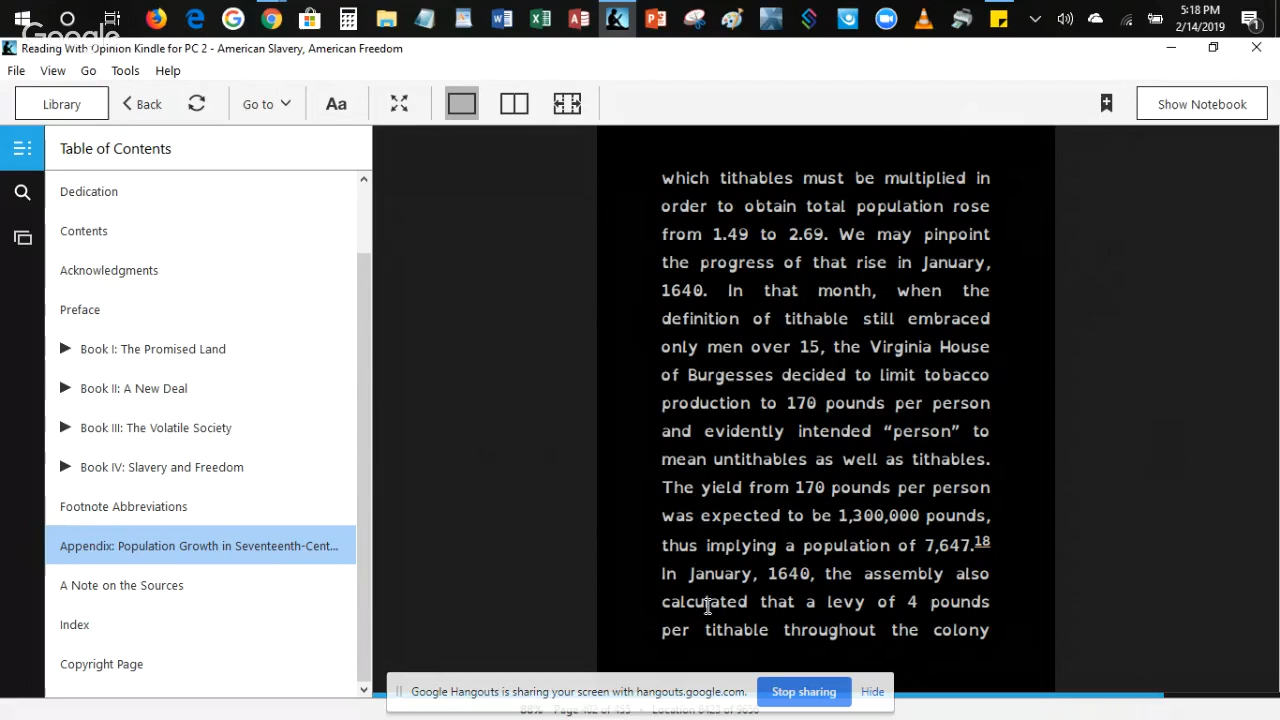 5:18 PM
2/14/2019
Google
Reading With Opinion Kindle for PC 2 - American Slavery, American Freedom
File View Go Tools Help
Library Back Go to Aa Show Notebook
Table of Contents
Dedication
Contents
Acknowledgments
Preface
Book I: The Promised Land
Book II: A New Deal
Book III: The Volatile Society
Book IV: Slavery and Freedom
Footnote Abbreviations
Appendix: Population Growth in Seventeenth-Cent...
A Note on the Sources
Index
Copyright Page
which tithables must be multiplied in
order to obtain total population rose
from 1.49 to 2.69. We may pinpoint
the progress of that rise in January,
1640. In that month, when the
definition of tithable still embraced
only men over 15, the Virginia House
of Burgesses decided to limit tobacco
production to 170 pounds per person
and evidently intended “person” to
mean untithables as well as tithables.
The yield from 170 pounds per person
was expected to be 1,300,000 pounds,
thus implying a population of 7,647.18
In January, 1640, the assembly also
calculated that a levy of 4 pounds
per tithable throughout the colony
Google Hangouts is sharing your screen with hangouts.google.com. Stop sharing Hide